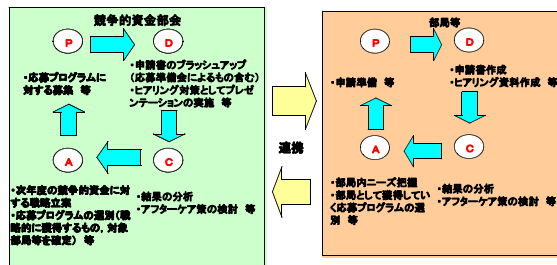 競争的資金部会
P
D
・応募プログラムに
対する募集 等
・申請書のブラッシュアップ
(応募準備会によるもの含む)
・ヒアリング対策としてプレゼ
ンテーションの実施 等
A
C
・次年度の競争的資金に対
する戦略立案
・応募プログラムの選別(戦
略的に獲得するもの,対象
部局等を確定) 等
・結果の分析
・アフターケア策の検討 等
連携
部局等
P
D
・申請準備 等
・申請書作成
・ヒアリング資料作成 等
A
C
・部局内ニーズ把握
・部局として獲得してい
く応募プログラムの選
別 等
・結果の分析
・アフターケア策の検討 等